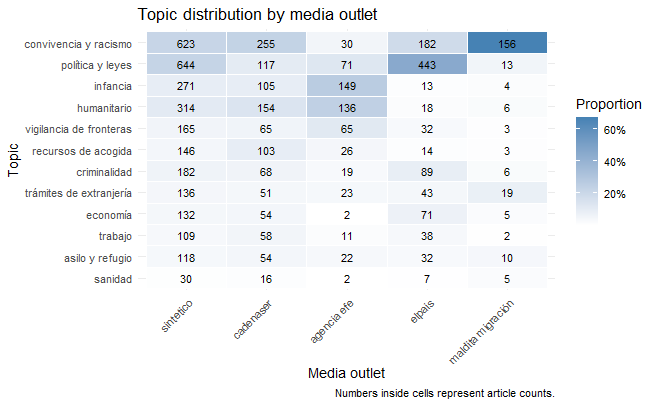 Topic distribution by media outlet
Topic
convivencia y racismo 623 255 30 182 156
política y leyes 644 117 71 443 13
infancia 271 105 149 13 4
humanitario 314 154 136 18 6
vigilancia de fronteras 165 65 65 32 3
recursos de acogida 146 103 26 14 3
criminalidad 182 68 19 89 6
trámites de extranjería 136 51 23 43 19
economía 132 54 2 71 5
trabajo 109 58 11 38 2
asilo y refugio 118 54 22 32 10
sanidad 30 16 2 7 5
sintetico cadenaser agencia efe elpais maldita migración
Media outlet
Numbers inside cells represent article counts.
Proportion
60%
40%
20%